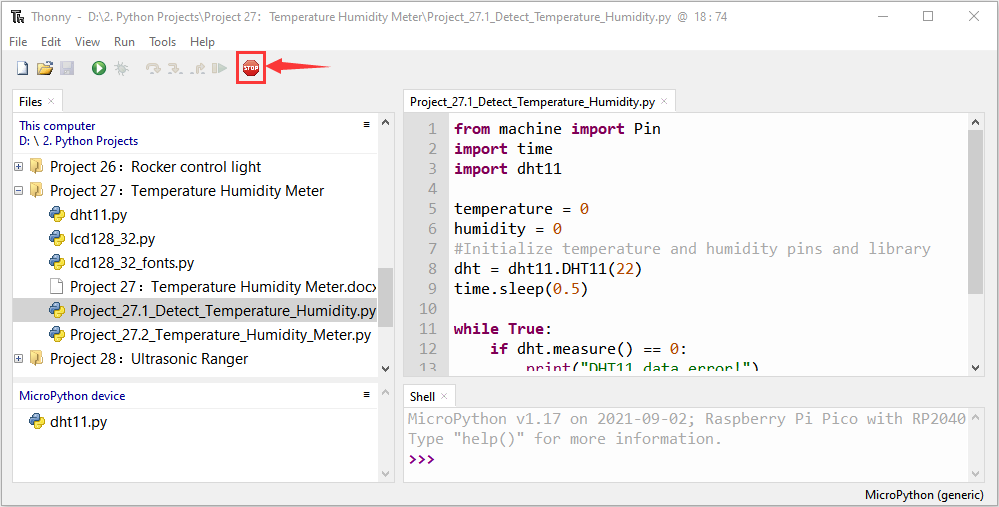 Thonny - D:\2. Python Projects\Project 27：Temperature Humidity Meter\Project_27.1_Detect_Temperature_Humidity.py @ 18 : 74
File Edit View Run Tools Help
STOP
Files
This computer
D: \ 2. Python Projects
Project 26：Rocker control light
Project 27：Temperature Humidity Meter
dht11.py
lcd128_32.py
lcd128_32_fonts.py
Project 27：Temperature Humidity Meter.docx
Project_27.1_Detect_Temperature_Humidity.py
Project_27.2_Temperature_Humidity_Meter.py
Project 28：Ultrasonic Ranger
MicroPython device
dht11.py
Project_27.1_Detect_Temperature_Humidity.py
1 from machine import Pin
2 import time
3 import dht11
4
5 temperature = 0
6 humidity = 0
7 #Initialize temperature and humidity pins and library
8 dht = dht11.DHT11(22)
9 time.sleep(0.5)
10
11 while True:
12 if dht.measure() == 0:
13 print("DHT11 data error!")
Shell
MicroPython v1.17 on 2021-09-02; Raspberry Pi Pico with RP2040
Type "help()" for more information.
>>>
MicroPython (generic)